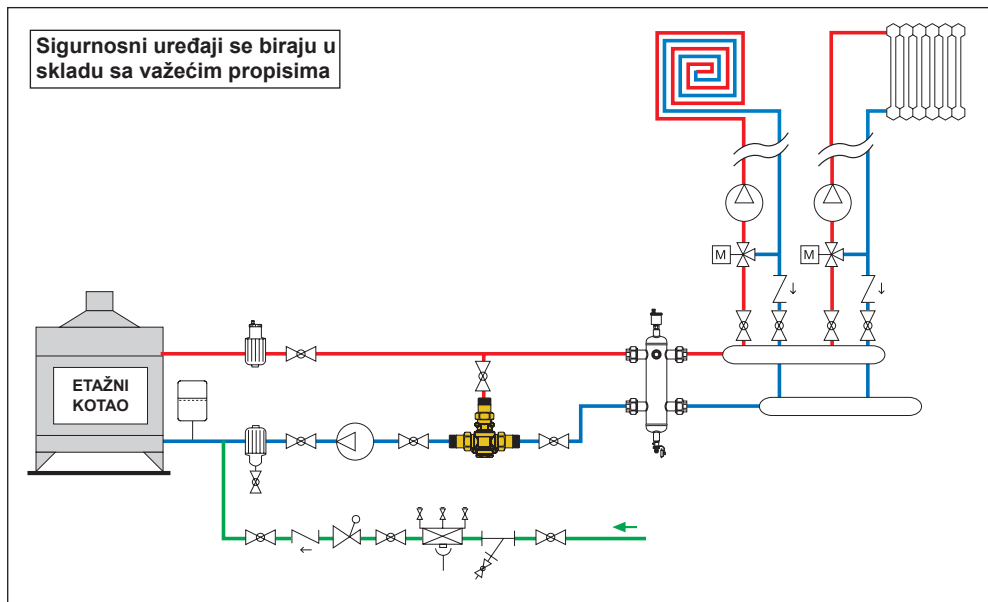 Sigurnosni uređaji se biraju u
skladu sa važećim propisima
M
M
ETAŽNI
KOTAO